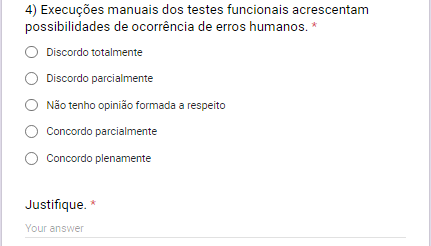 4) Execuções manuais dos testes funcionais acrescentam
possibilidades de ocorrência de erros humanos. *
Discordo totalmente
Discordo parcialmente
Não tenho opinião formada a respeito
Concordo parcialmente
Concordo plenamente
Justifique. *
Your answer